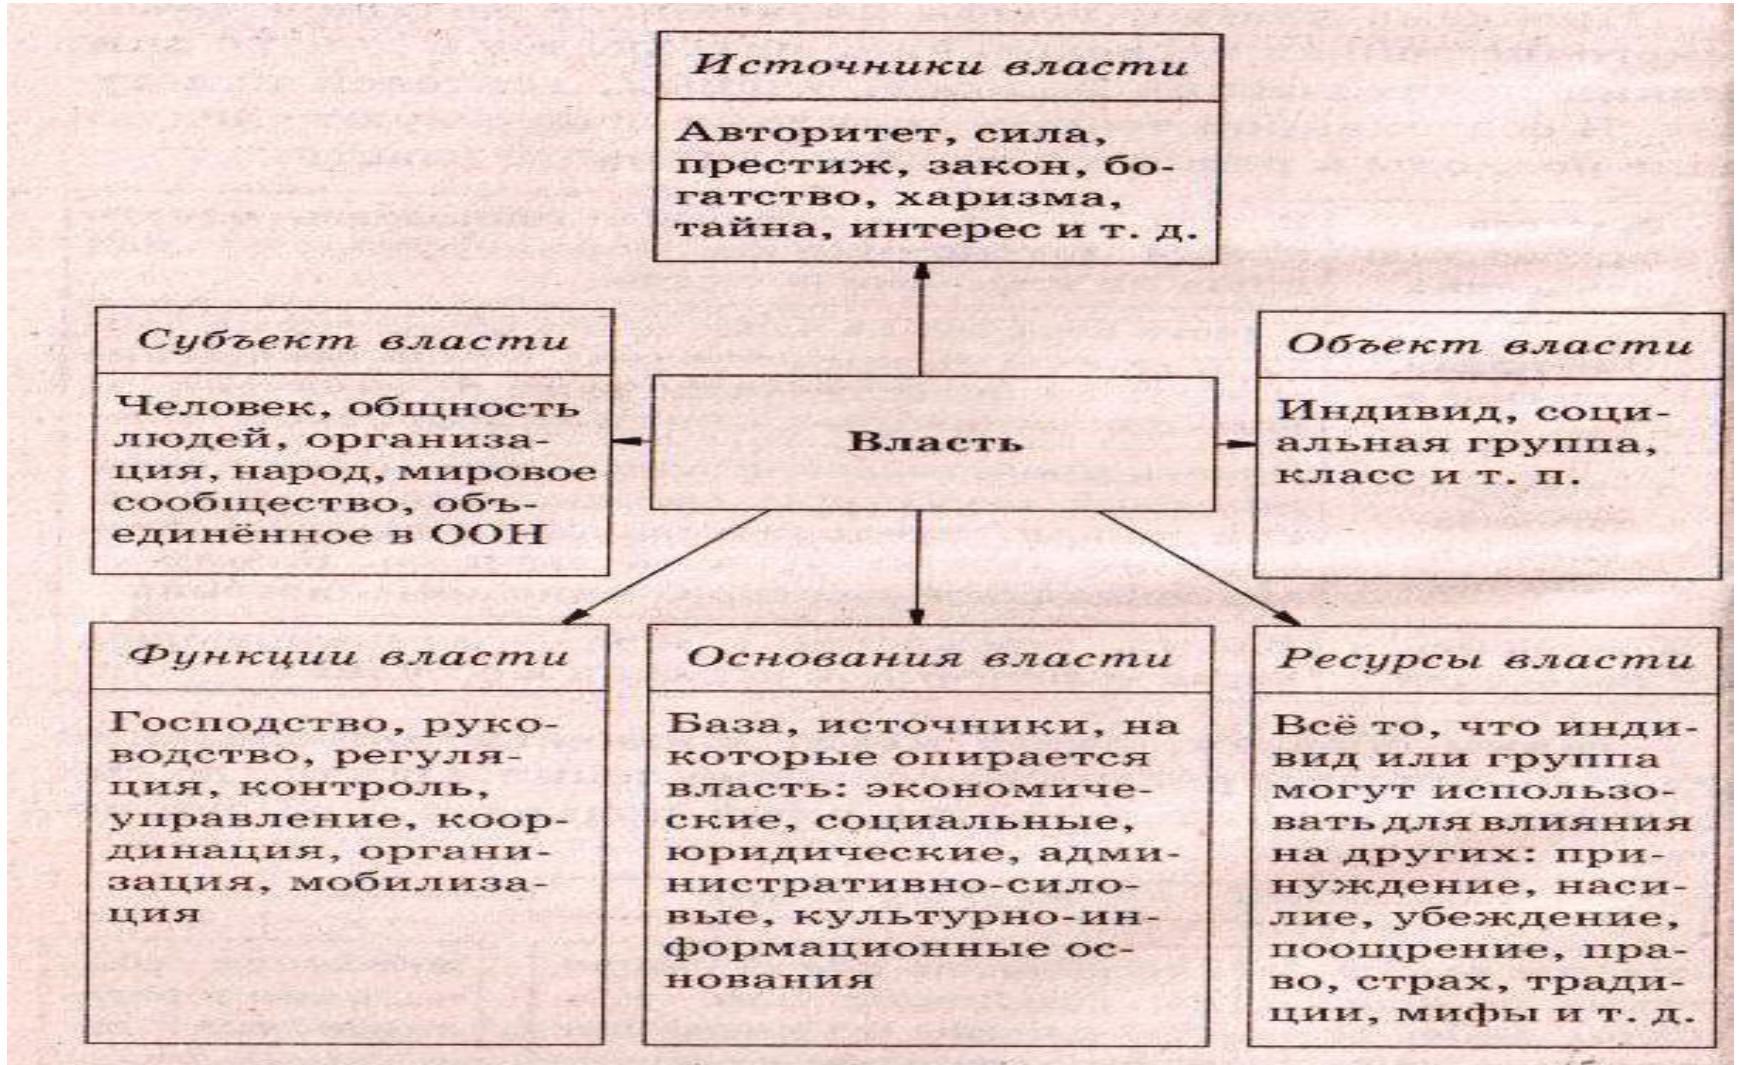 Источники власти
Авторитет, сила,
престиж, закон, бо-
гатство, харизма,
тайна, интерес и т. д.
Субъект власти
Человек, общность
людей, организа-
ция, народ, мировое
сообщество, объ-
единённое в ООН
Власть
Объект власти
Индивид, соци-
альная группа,
класс и т. п.
Функции власти
Господство, руко-
водство, регуля-
ция, контроль,
управление, коор-
динация, органи-
зация, мобилиза-
ция
Основания власти
База, источники, на
которые опирается
власть: экономиче-
ские, социальные,
юридические, адми-
нистративно-сило-
вые, культурно-ин-
формационные ос-
нования
Ресурсы власти
Всё то, что инди-
вид или группа
могут использо-
вать для влияния
на других: при-
нуждение, наси-
лие, убеждение,
поощрение, пра-
во, страх, тради-
ции, мифы и т. д.